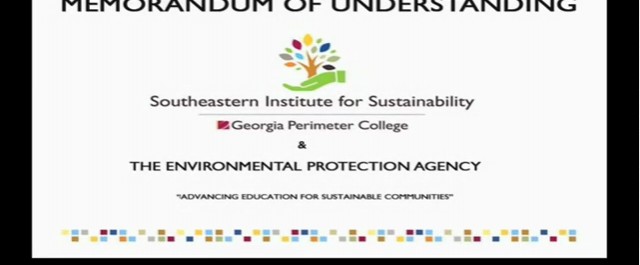 MEMORANDUM OF UNDERSTANDING
Southeastern Institute for Sustainability
Georgia Perimeter College
&
THE ENVIRONMENTAL PROTECTION AGENCY
"ADVANCING EDUCATION FOR SUSTAINABLE COMMUNITIES"